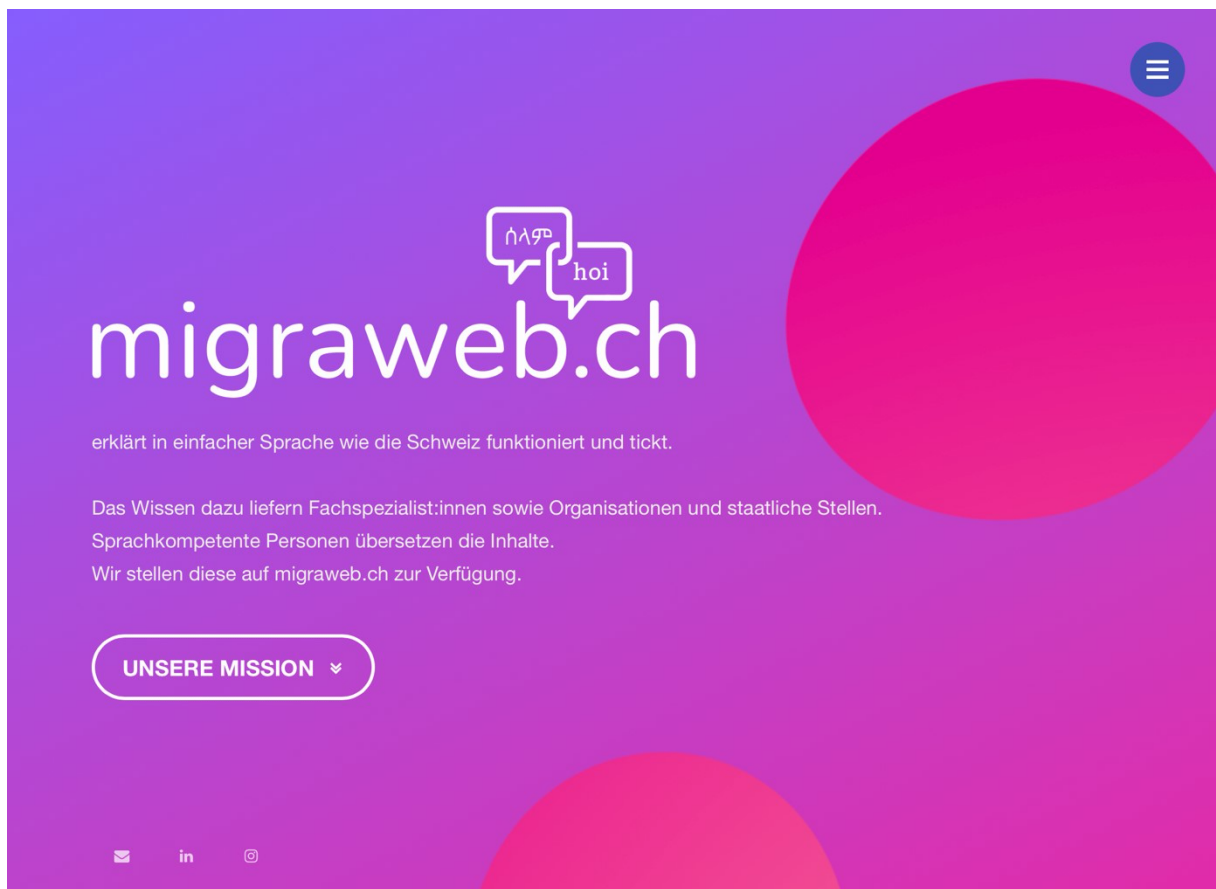 ሰላም
hoi
migraweb.ch
erklärt in einfacher Sprache wie die Schweiz funktioniert und tickt.
Das Wissen dazu liefern Fachspezialist:innen sowie Organisationen und staatliche Stellen.
Sprachkompetente Personen übersetzen die Inhalte.
Wir stellen diese auf migraweb.ch zur Verfügung.
UNSERE MISSION
in